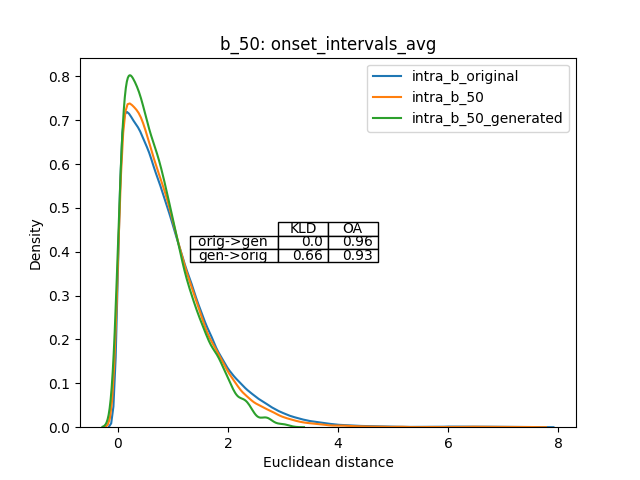 b_50: onset_intervals_avg
intra_b_original
intra_b_50
intra_b_50_generated
KLD OA
orig->gen 0.0 0.96
gen->orig 0.66 0.93
Density
0.8
0.7
0.6
0.5
0.4
0.3
0.2
0.1
0.0
0 2 4 6 8
Euclidean distance